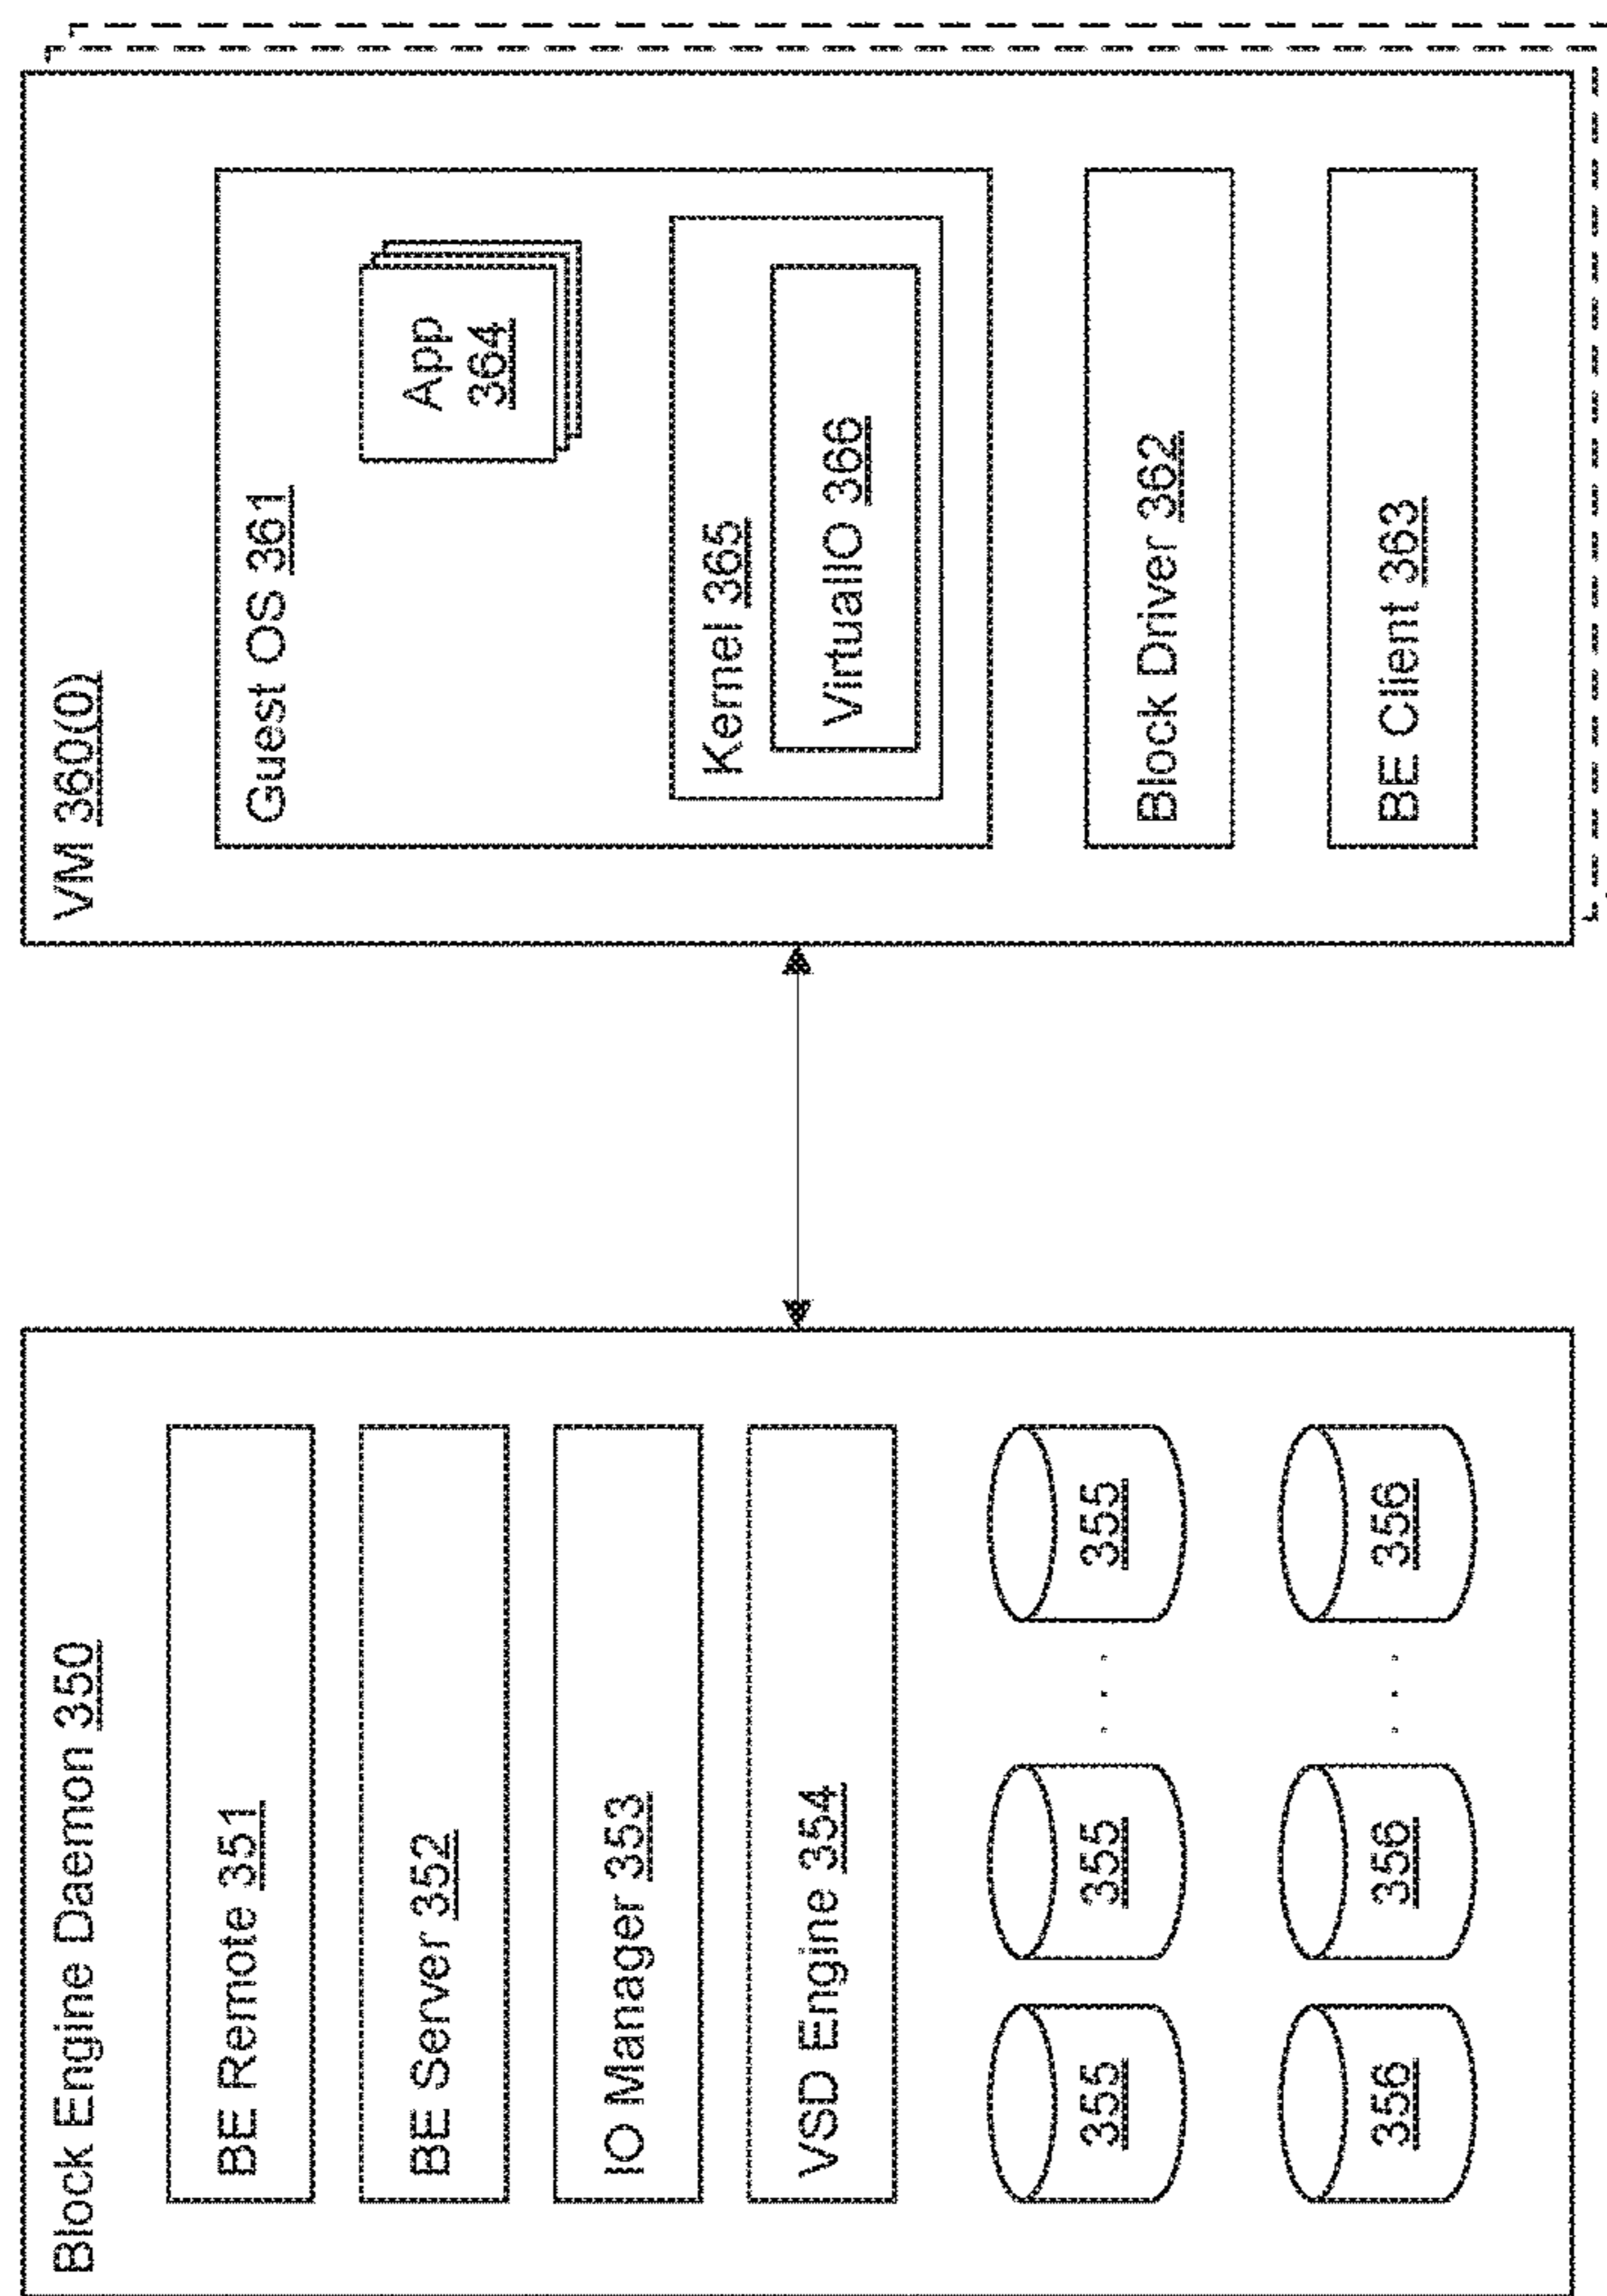 Block Engine Daemon 350
BE Remote 351
BE Server 352
IO Manager 353
VSD Engine 354
355
355
. . .
355
356
356
. . .
356
VM 360(0)
Guest OS 361
App
364
Kernel 365
VirtualIO 366
Block Driver 362
BE Client 363